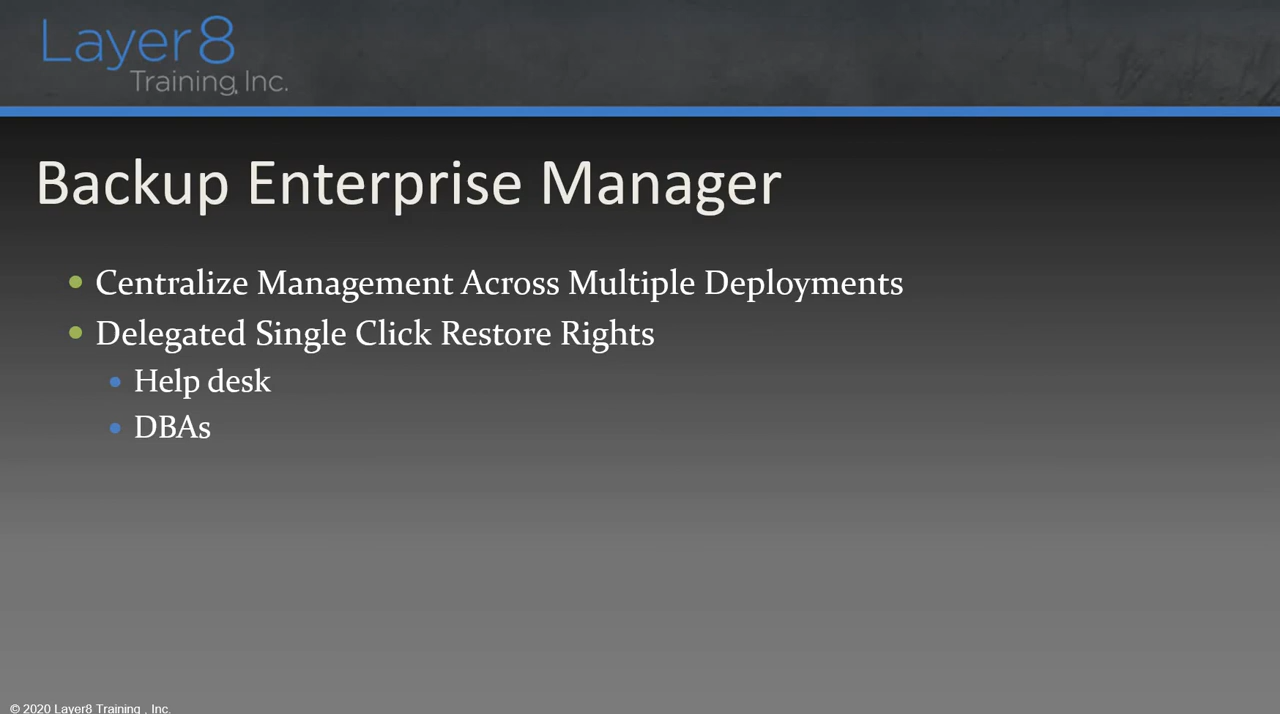 Layer8
Training, Inc.
Backup Enterprise Manager
Centralize Management Across Multiple Deployments
Delegated Single Click Restore Rights
Help desk
DBAs
© 2020 Layer8 Training , Inc.